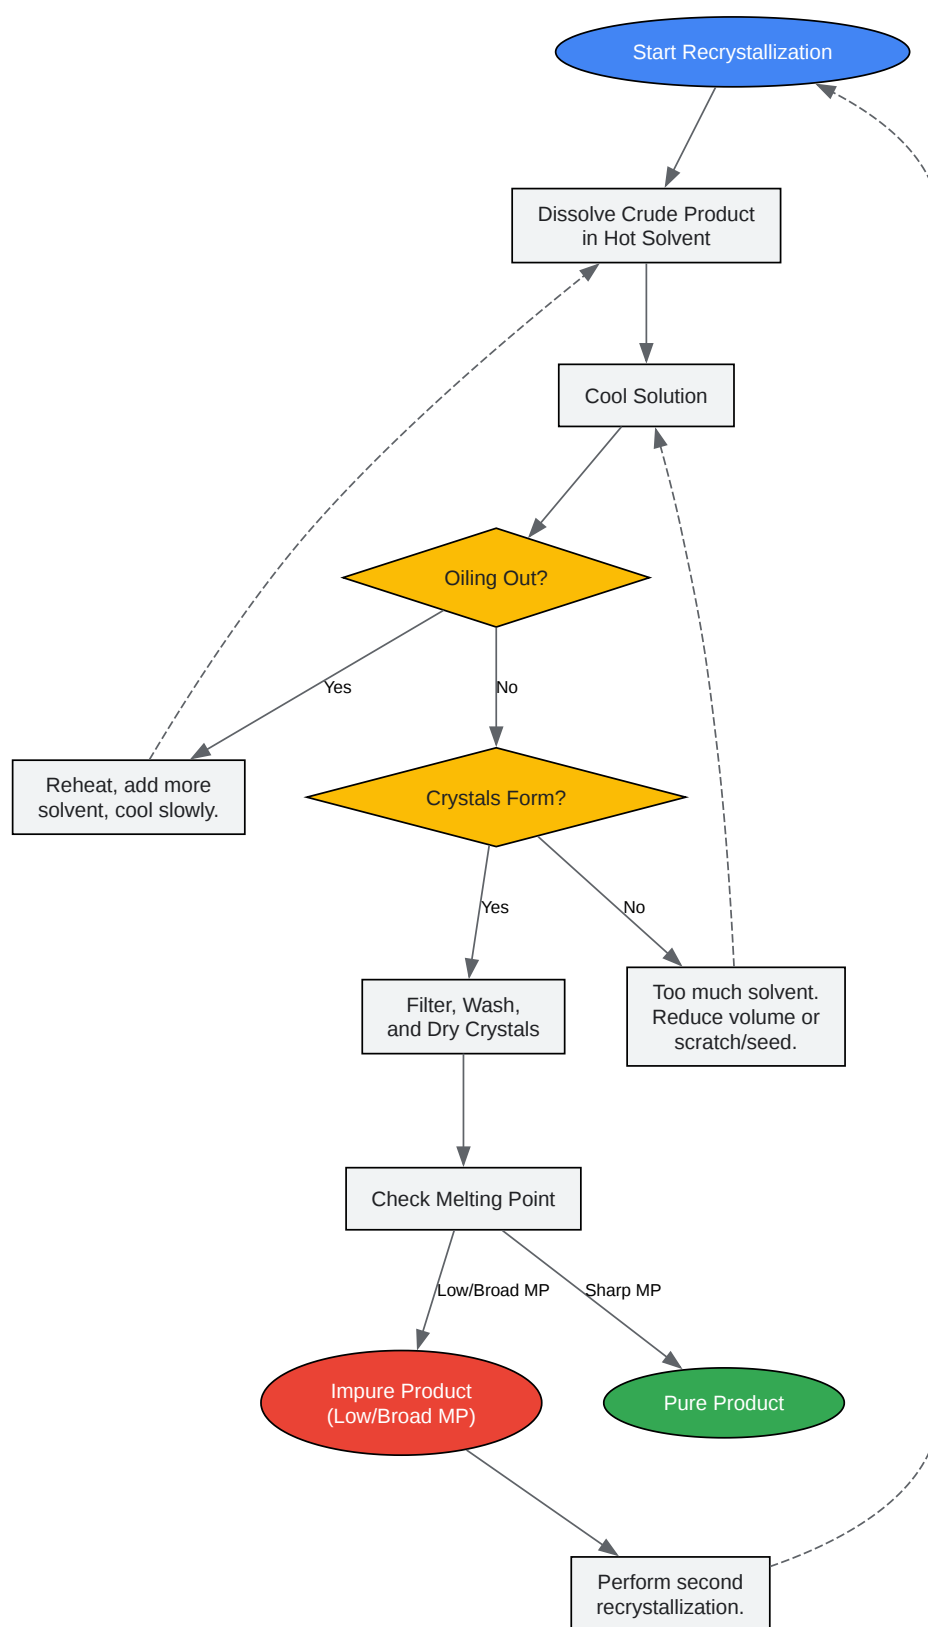 Start Recrystallization
Dissolve Crude Product
in Hot Solvent
Cool Solution
Oiling Out?
Yes
No
Reheat, add more
solvent, cool slowly.
Crystals Form?
Yes
No
Filter, Wash,
and Dry Crystals
Too much solvent.
Reduce volume or
scratch/seed.
Check Melting Point
Low/Broad MP
Sharp MP
Impure Product
(Low/Broad MP)
Pure Product
Perform second
recrystallization.